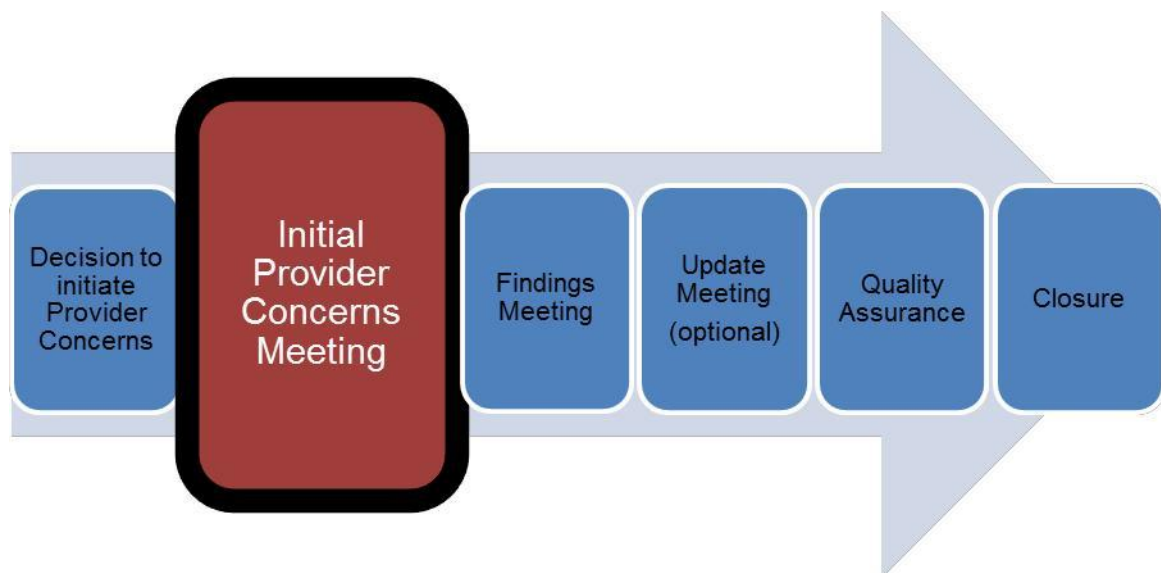 Decision to
initiate
Provider
Concerns
Initial
Provider
Concerns
Meeting
Findings
Meeting
Update
Meeting
(optional)
Quality
Assurance
Closure